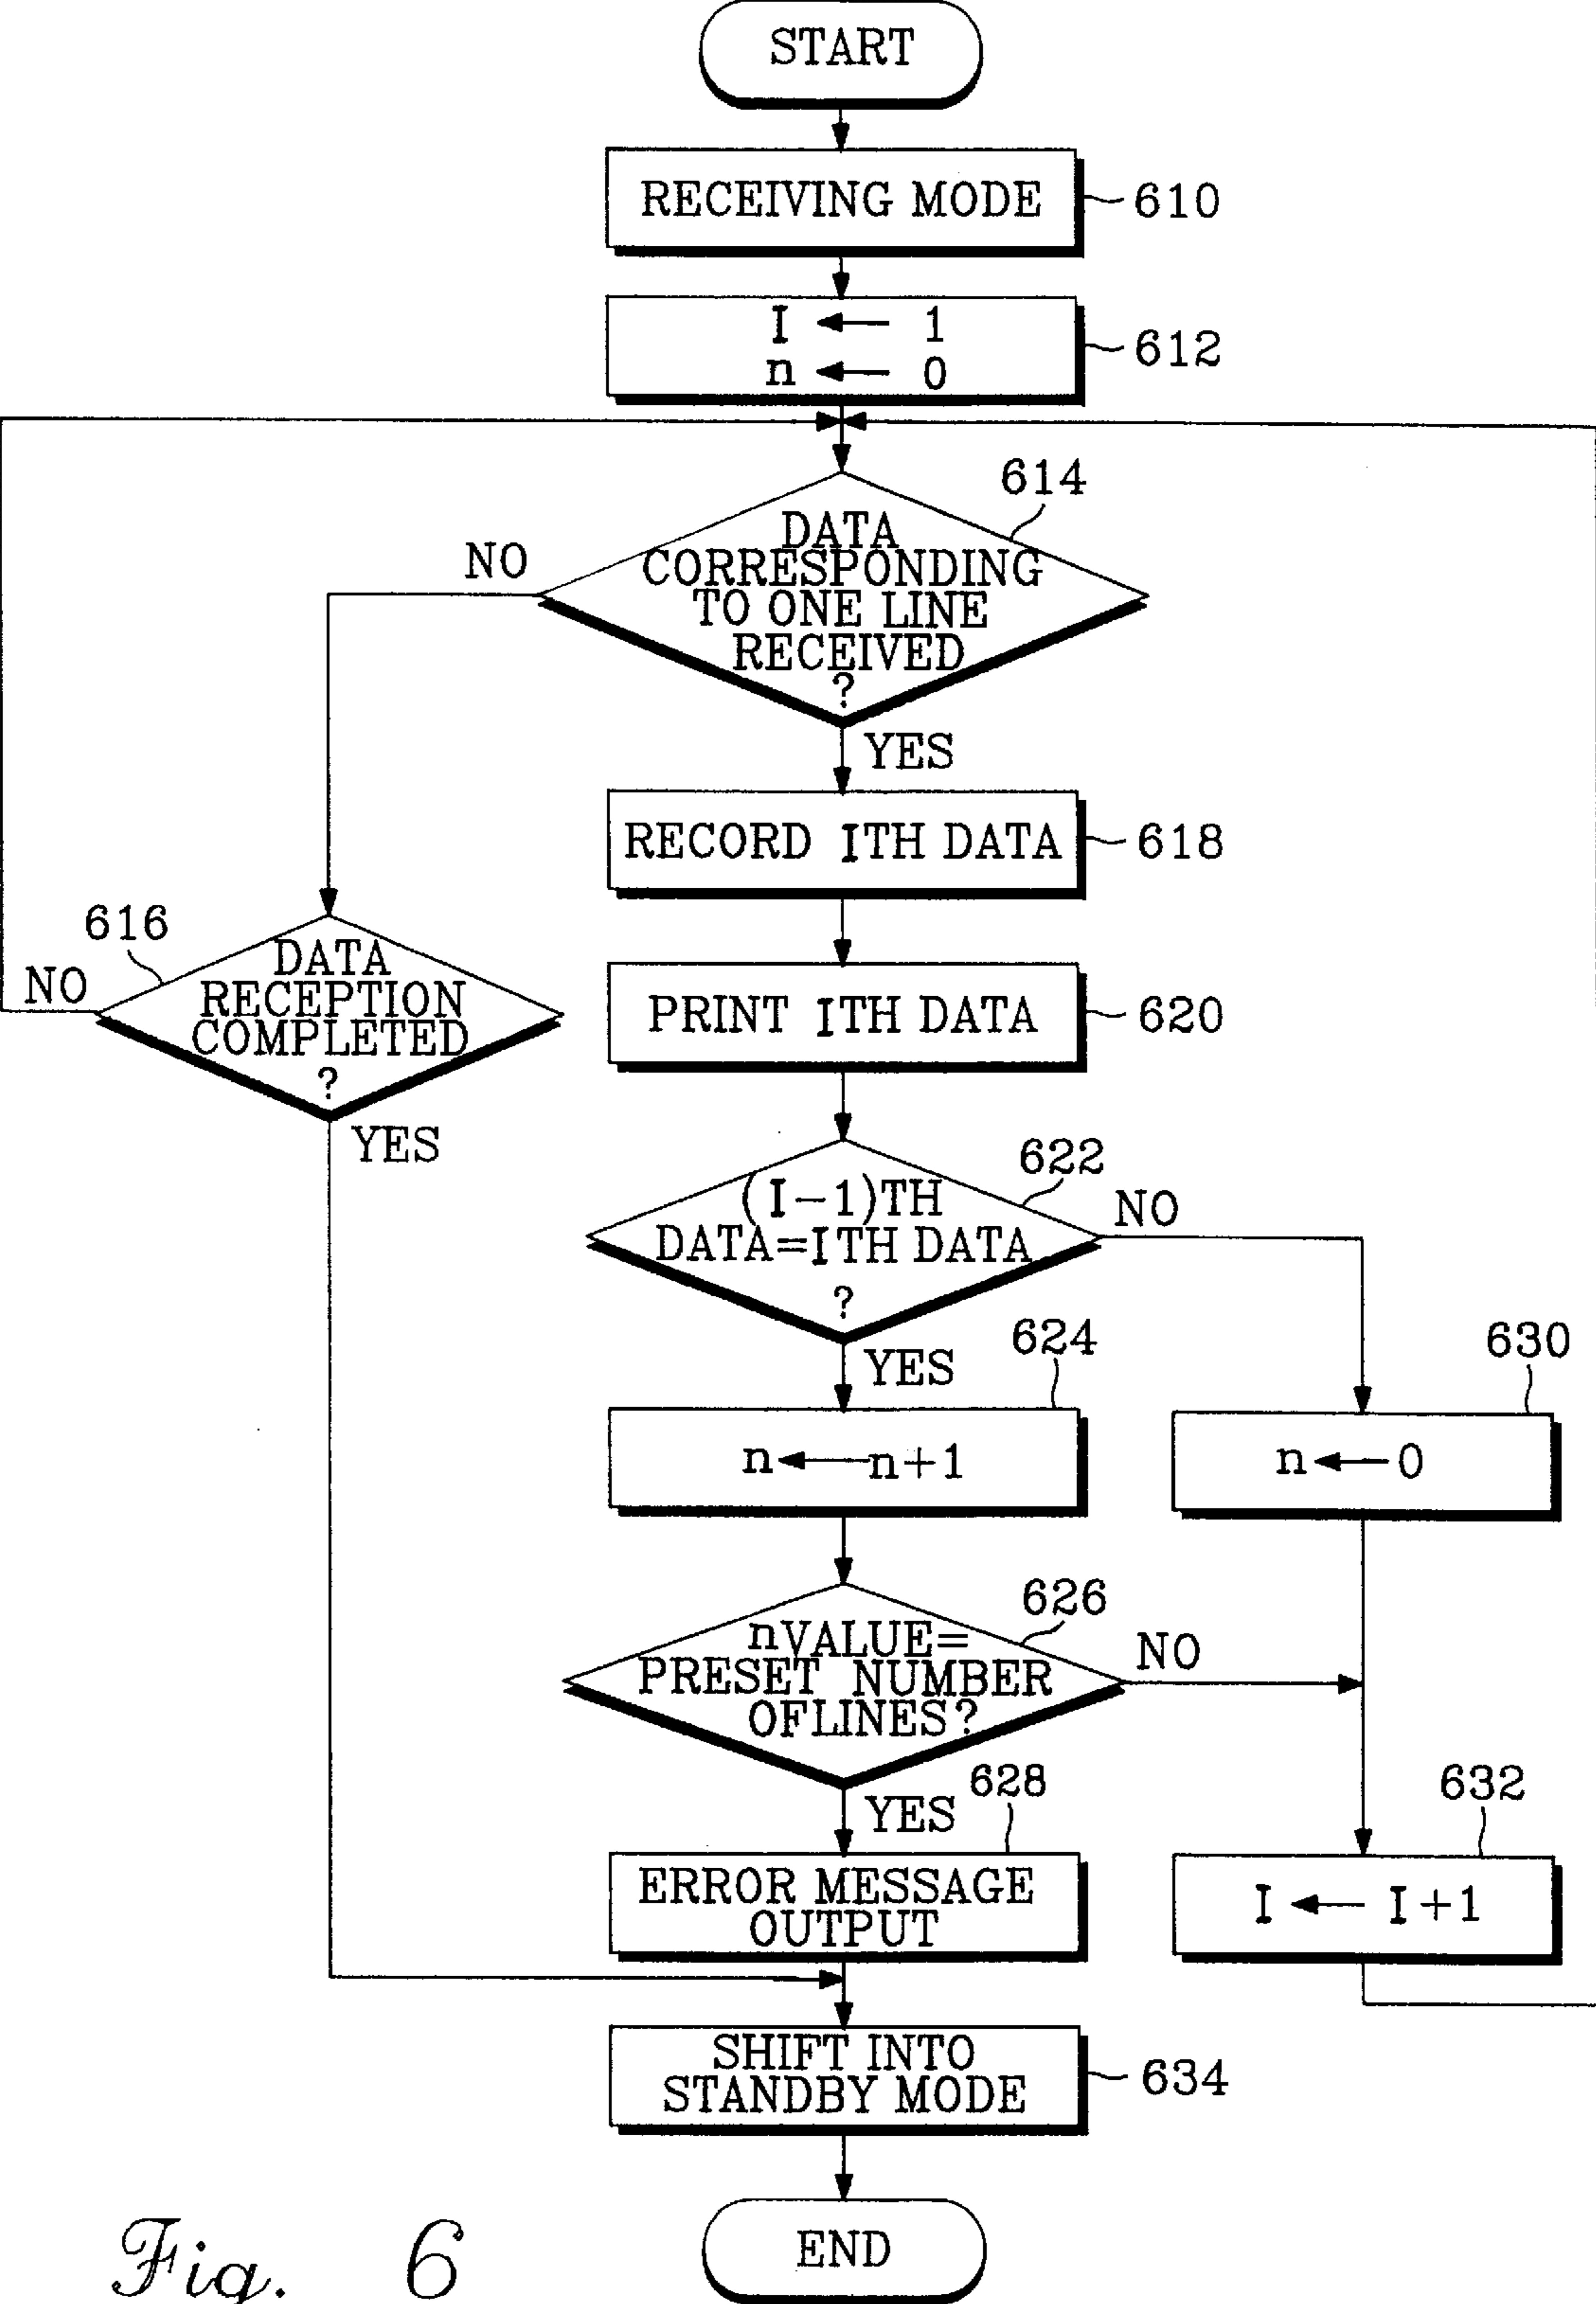 START
RECEIVING MODE
610
I ← 1
n ← 0
612
614
DATA
CORRESPONDING
TO ONE LINE
RECEIVED
?
NO
YES
RECORD ITH DATA
618
616
DATA
RECEPTION
COMPLETED
?
NO
YES
PRINT ITH DATA
620
622
(I-1)TH
DATA=ITH DATA
?
NO
YES
624
n←n+1
630
n←0
626
nVALUE=
PRESET NUMBER
OFLINES?
NO
YES
628
ERROR MESSAGE
OUTPUT
632
I ← I+1
SHIFT INTO
STANDBY MODE
634
END
Fig. 6